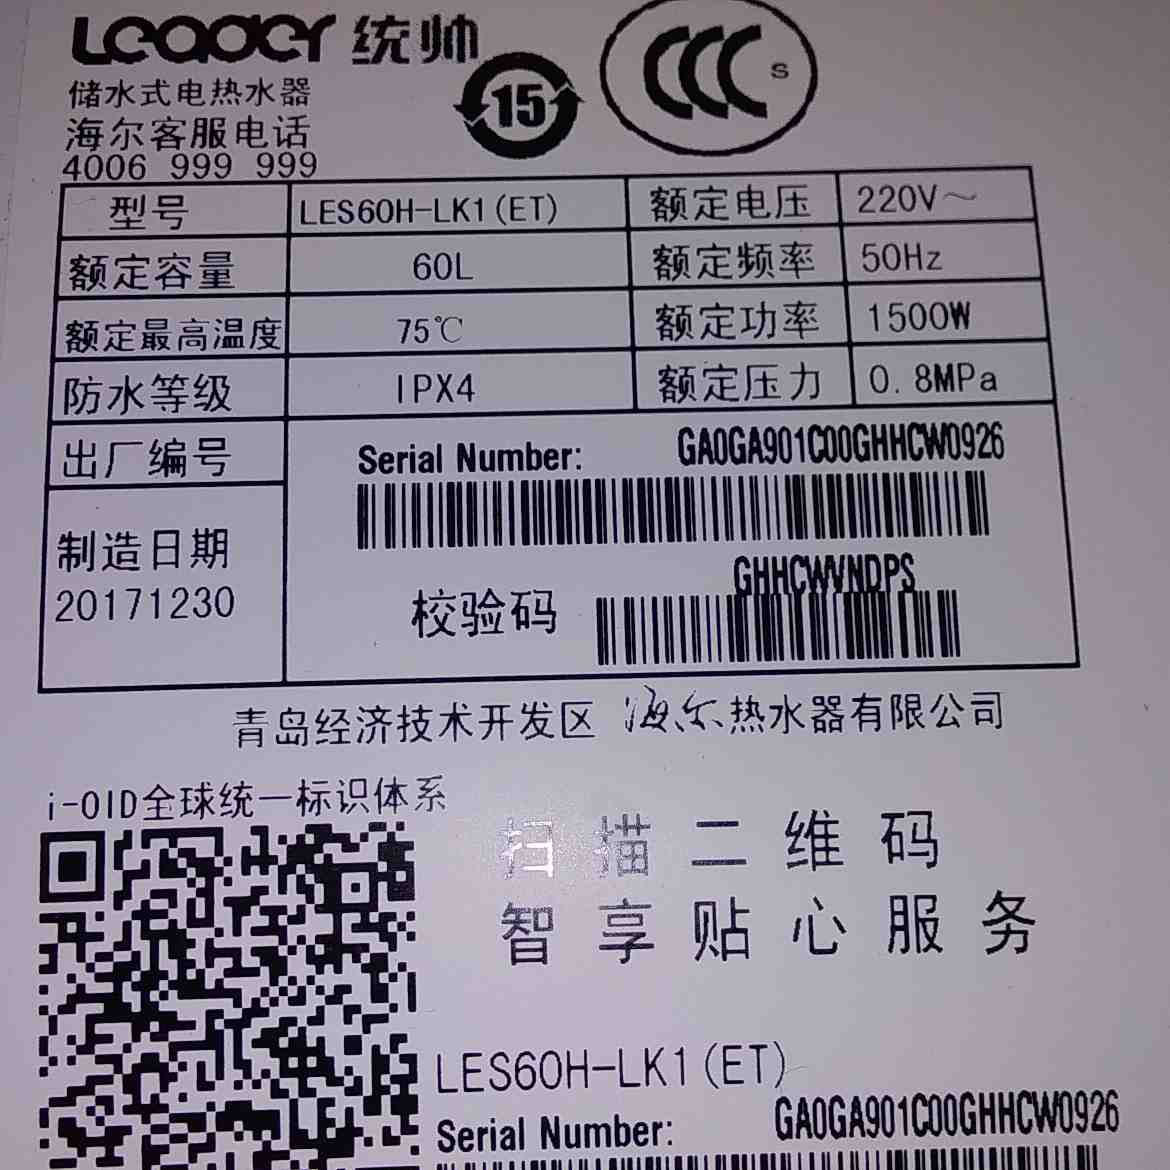 Leader 统帅
储水式电热水器
海尔客服电话
4006 999 999
15
CCC S
型号 LES60H-LK1(ET) 额定电压 220V～
额定容量 60L 额定频率 50Hz
额定最高温度 75℃ 额定功率 1500W
防水等级 IPX4 额定压力 0.8MPa
出厂编号 Serial Number: GA0GA901C00GHHCW0926
制造日期
20171230
校验码 GHHCWVNDPS
青岛经济技术开发区海尔热水器有限公司
i-OID全球统一标识体系
扫描二维码
智享贴心服务
LES60H-LK1(ET)
Serial Number: GA0GA901C00GHHCW0926